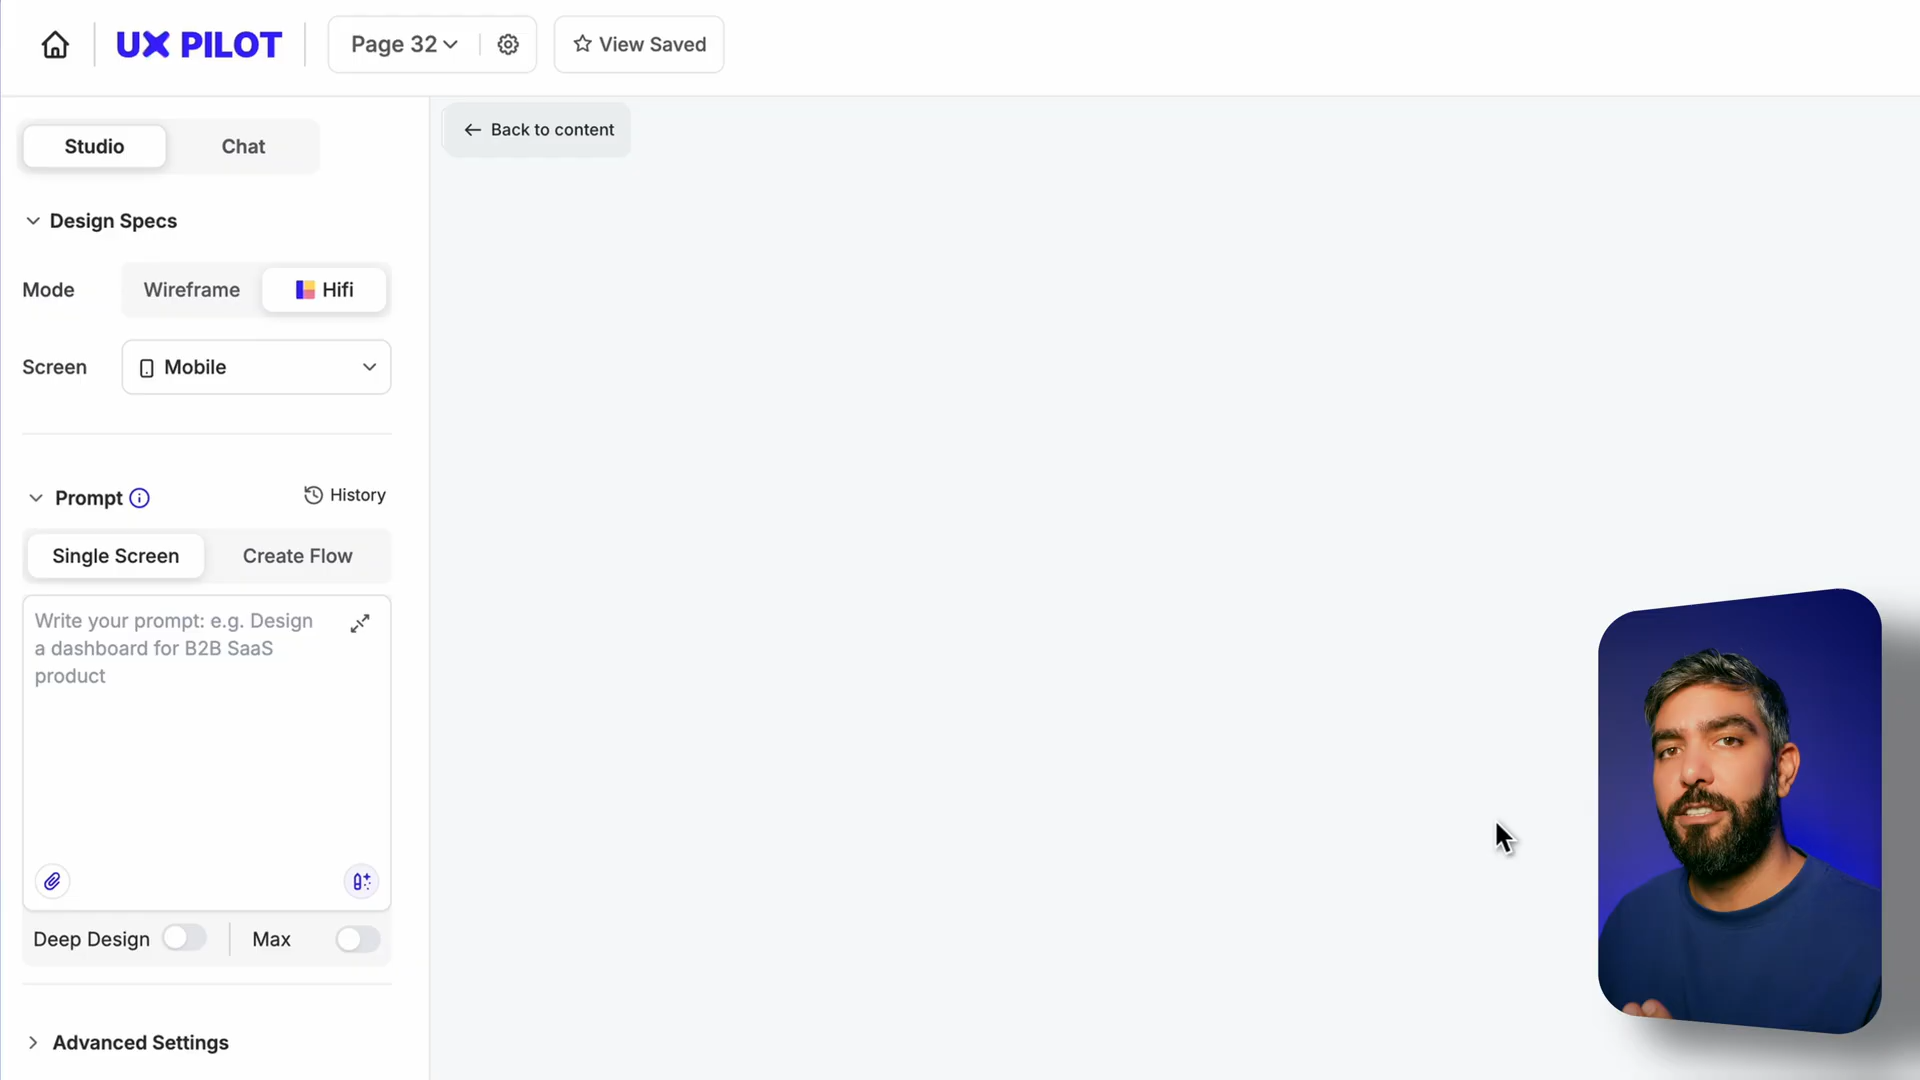 UX PILOT
Page 32
View Saved
Studio
Chat
Back to content
Design Specs
Mode
Wireframe
Hifi
Screen
Mobile
Prompt
History
Single Screen
Create Flow
Write your prompt: e.g. Design
a dashboard for B2B SaaS
product
Deep Design
Max
Advanced Settings